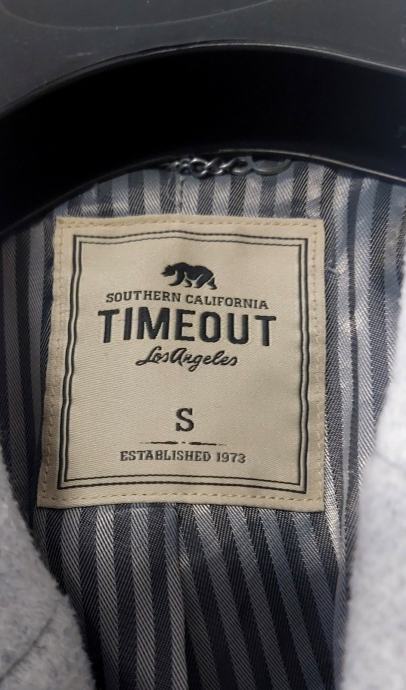 SOUTHERN CALIFORNIA
TIMEOUT
Los Angeles
S
ESTABLISHED 1973